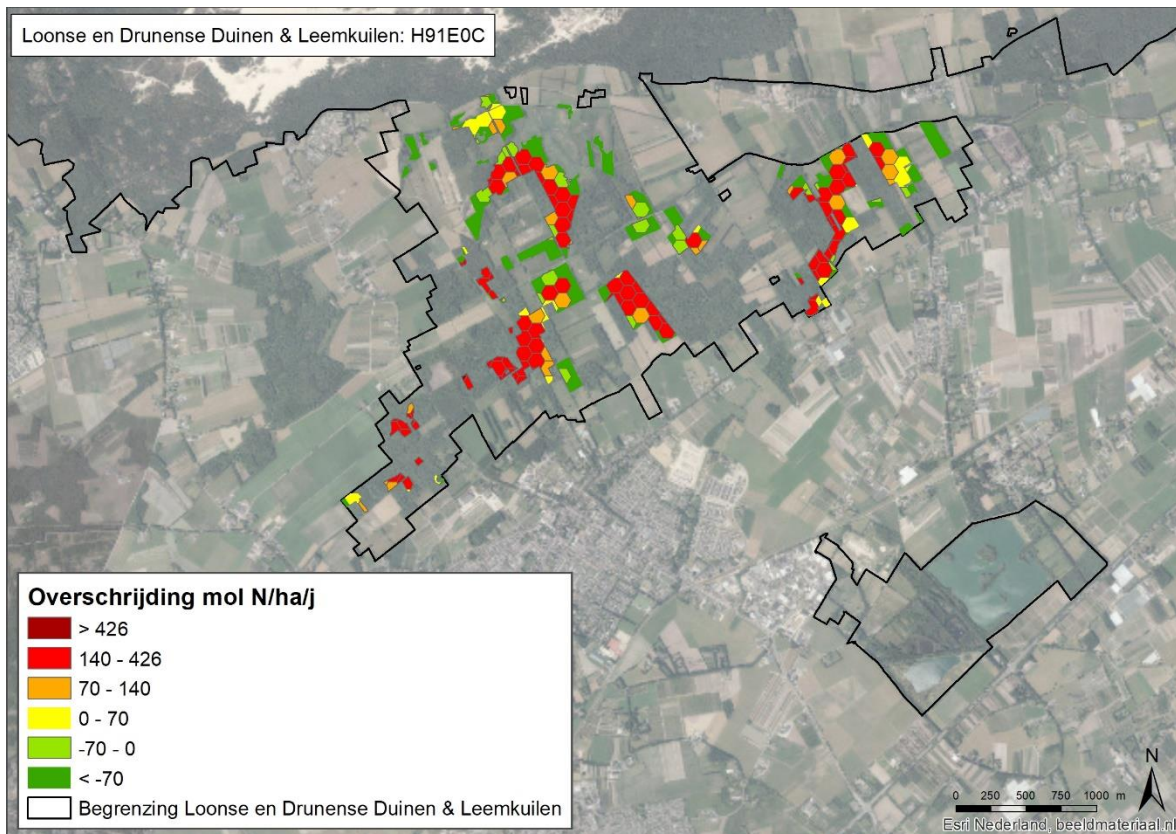 Loonse en Drunense Duinen & Leemkuilen: H91E0C
Overschrijding mol N/ha/j
> 426
140 - 426
70 - 140
0 - 70
-70 - 0
< -70
Begrenzing Loonse en Drunense Duinen & Leemkuilen
N
0 250 500 750 1000 m
Esri Nederland, beeldmateriaal.nl